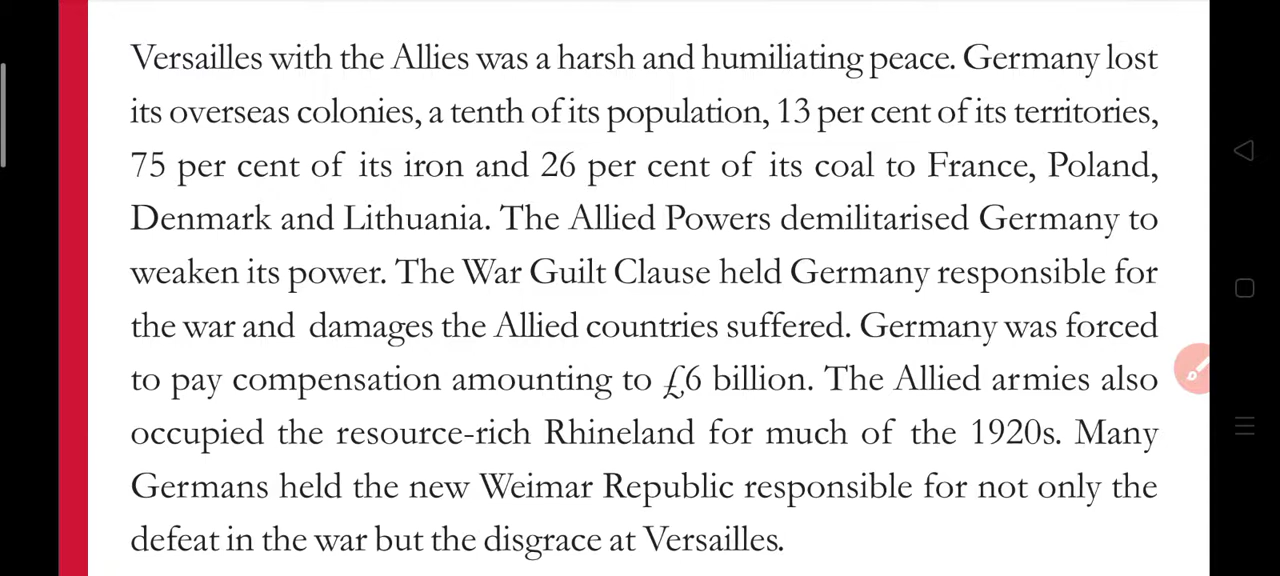 Versailles with the Allies was a harsh and humiliating peace. Germany lost
its overseas colonies, a tenth of its population, 13 per cent of its territories,
75 per cent of its iron and 26 per cent of its coal to France, Poland,
Denmark and Lithuania. The Allied Powers demilitarised Germany to
weaken its power. The War Guilt Clause held Germany responsible for
the war and damages the Allied countries suffered. Germany was forced
to pay compensation amounting to £6 billion. The Allied armies also
occupied the resource-rich Rhineland for much of the 1920s. Many
Germans held the new Weimar Republic responsible for not only the
defeat in the war but the disgrace at Versailles.